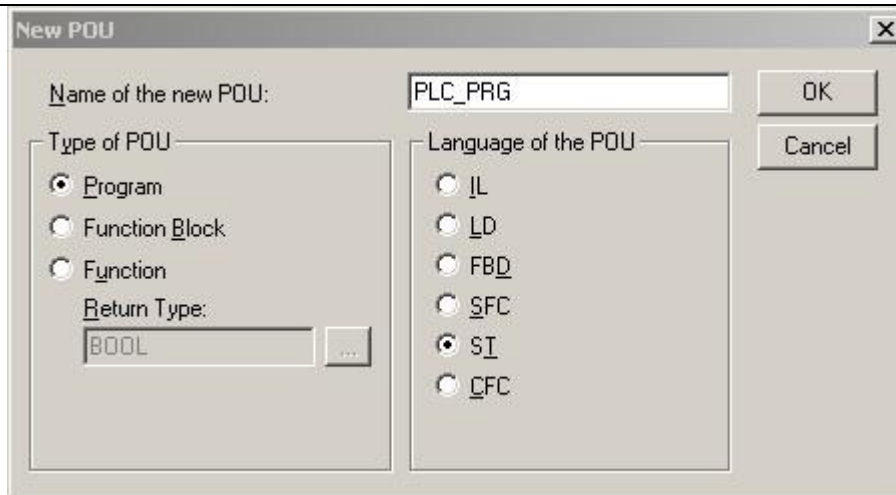 New POU
Name of the new POU:
PLC_PRG
OK
Cancel
Type of POU
Program
Function Block
Function
Return Type:
BOOL
...
Language of the POU
IL
LD
FBD
SFC
ST
CFC